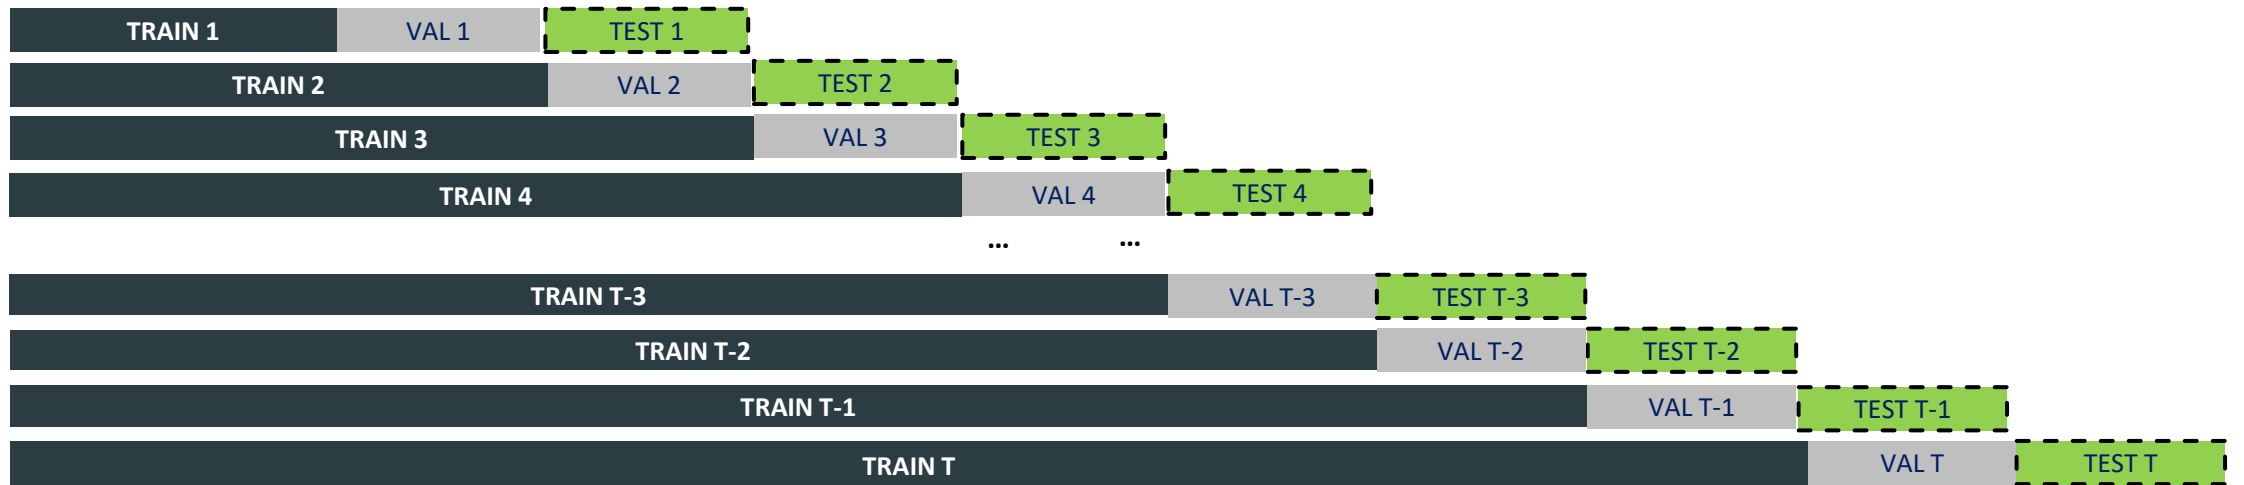 TRAIN 1 VAL 1 TEST 1
TRAIN 2 VAL 2 TEST 2
TRAIN 3 VAL 3 TEST 3
TRAIN 4 VAL 4 TEST 4
... ...
TRAIN T-3 VAL T-3 TEST T-3
TRAIN T-2 VAL T-2 TEST T-2
TRAIN T-1 VAL T-1 TEST T-1
TRAIN T VAL T TEST T